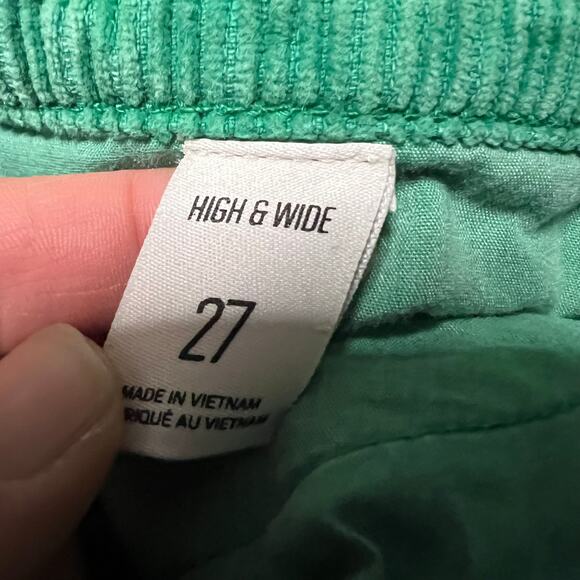 HIGH & WIDE
27
MADE IN VIETNAM
RIQUÉ AU VIETNAM